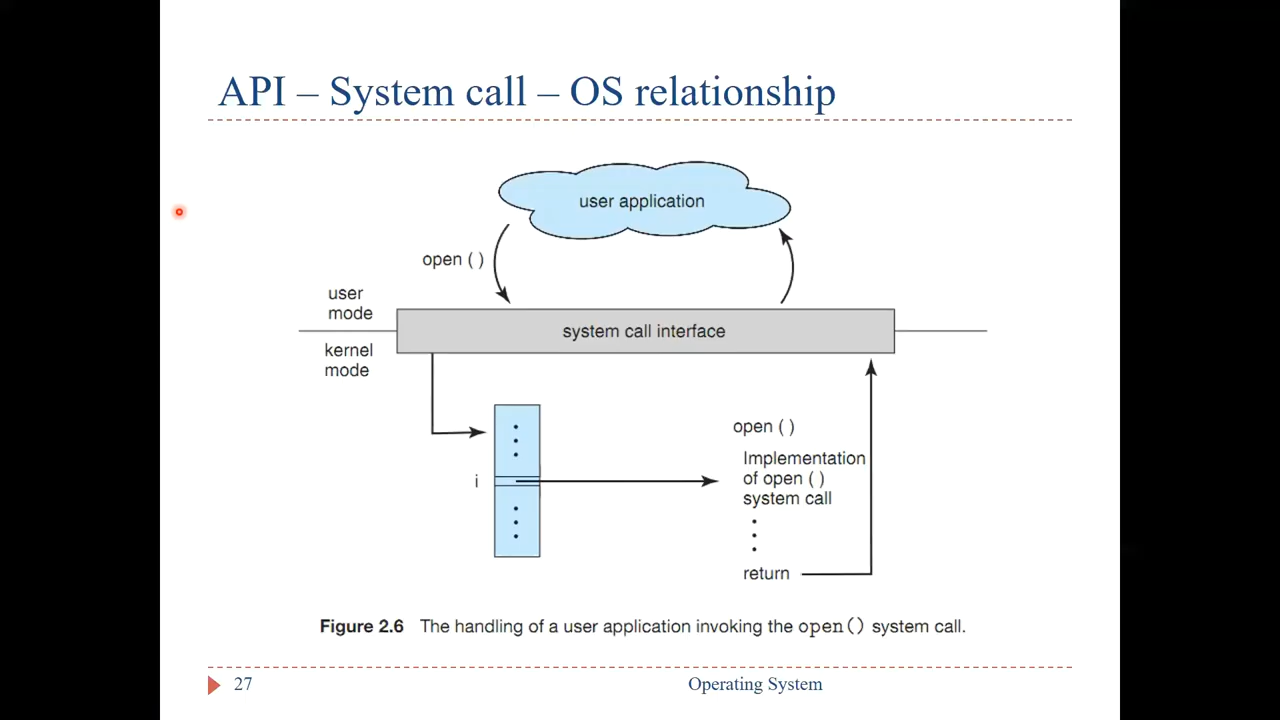 API – System call – OS relationship
user application
open ( )
user
mode
system call interface
kernel
mode
i
open ( )
Implementation
of open ( )
system call
return
Figure 2.6 The handling of a user application invoking the open() system call.
27
Operating System